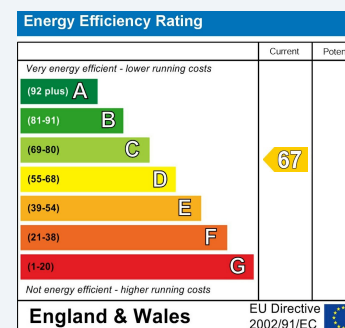 Energy Efficiency Rating
Current Poten
Very energy efficient - lower running costs
(92 plus) A
(81-91) B
(69-80) C
67
(55-68) D
(39-54) E
(21-38) F
(1-20) G
Not energy efficient - higher running costs
England & Wales
EU Directive
2002/91/EC